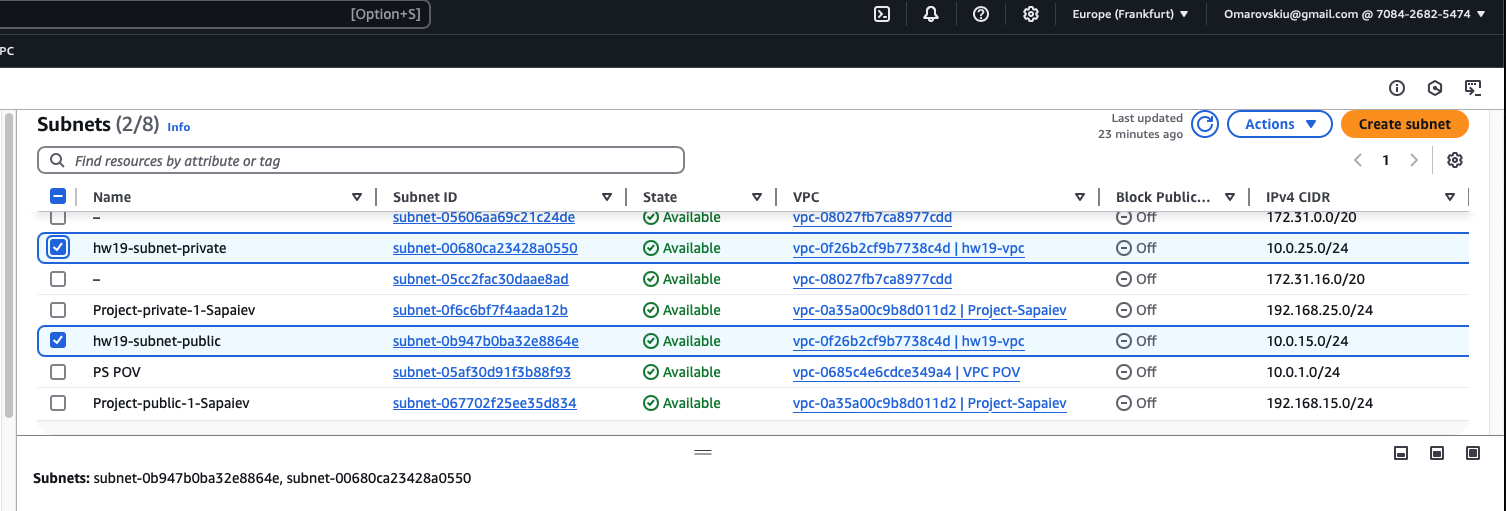 [Option+S]
Europe (Frankfurt) ▼
Omarovskiu@gmail.com @ 7084-2682-5474 ▼
PC
Subnets (2/8) Info
Last updated
23 minutes ago
Actions ▼
Create subnet
Find resources by attribute or tag
1
Name Subnet ID State VPC Block Public... IPv4 CIDR
– subnet-05606aa69c21c24de Available vpc-08027fb7ca8977cdd Off 172.31.0.0/20
hw19-subnet-private subnet-00680ca23428a0550 Available vpc-0f26b2cf9b7738c4d | hw19-vpc Off 10.0.25.0/24
– subnet-05cc2fac30daae8ad Available vpc-08027fb7ca8977cdd Off 172.31.16.0/20
Project-private-1-Sapaiev subnet-0f6c6bf7f4aada12b Available vpc-0a35a00c9b8d011d2 | Project-Sapaiev Off 192.168.25.0/24
hw19-subnet-public subnet-0b947b0ba32e8864e Available vpc-0f26b2cf9b7738c4d | hw19-vpc Off 10.0.15.0/24
PS POV subnet-05af30d91f3b88f93 Available vpc-0685c4e6cdce349a4 | VPC POV Off 10.0.1.0/24
Project-public-1-Sapaiev subnet-067702f25ee35d834 Available vpc-0a35a00c9b8d011d2 | Project-Sapaiev Off 192.168.15.0/24
Subnets: subnet-0b947b0ba32e8864e, subnet-00680ca23428a0550